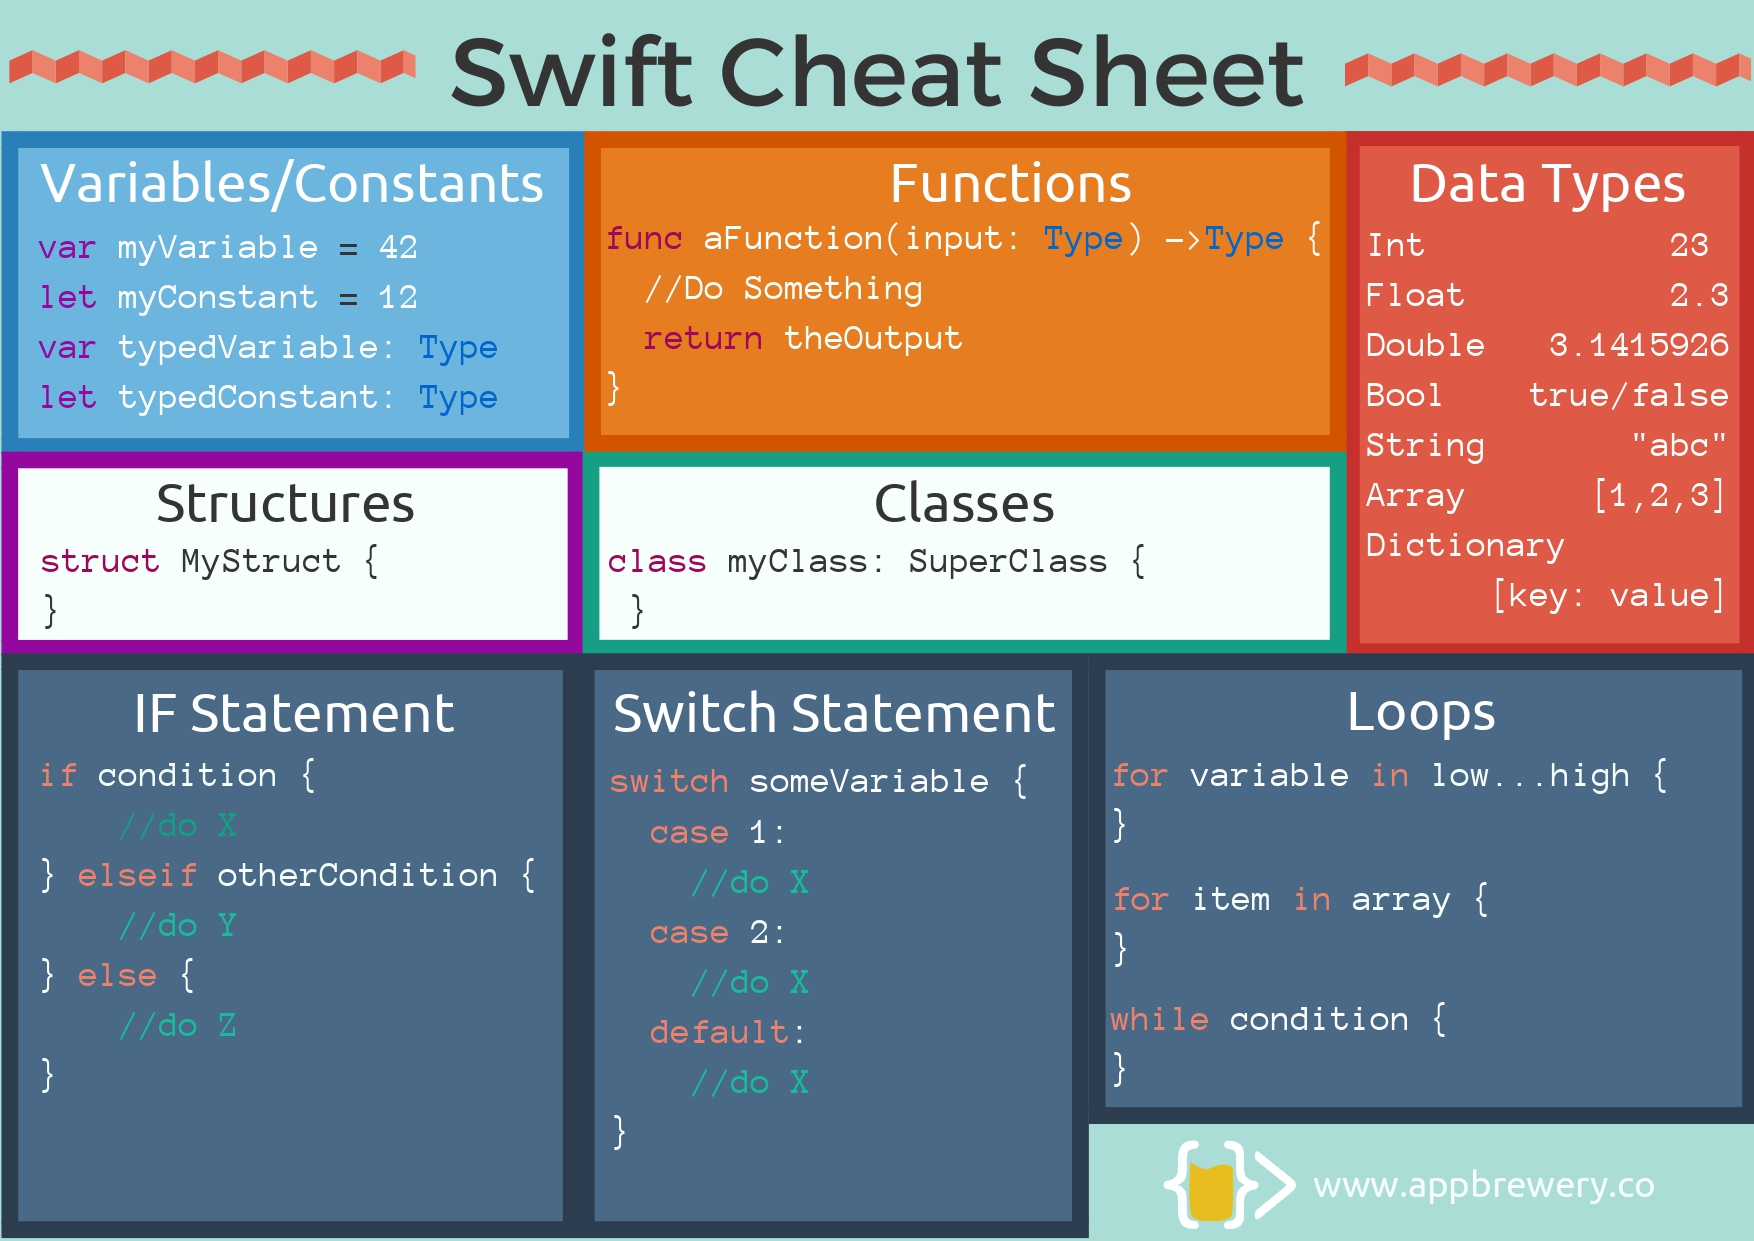 Swift Cheat Sheet
Variables/Constants
var myVariable = 42
let myConstant = 12
var typedVariable: Type
let typedConstant: Type
Functions
func aFunction(input: Type) ->Type {
//Do Something
return theOutput
}
Data Types
Int 23
Float 2.3
Double 3.1415926
Bool true/false
String "abc"
Array [1,2,3]
Dictionary
[key: value]
Structures
struct MyStruct {
}
Classes
class myClass: SuperClass {
}
IF Statement
if condition {
//do X
} elseif otherCondition {
//do Y
} else {
//do Z
}
Switch Statement
switch someVariable {
case 1:
//do X
case 2:
//do X
default:
//do X
}
Loops
for variable in low...high {
}
for item in array {
}
while condition {
}
www.appbrewery.co